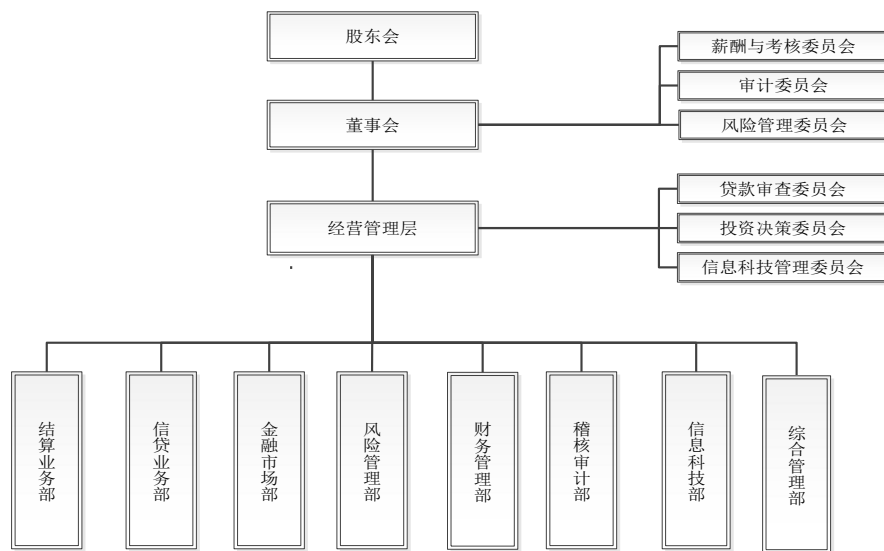 股东会
薪酬与考核委员会
审计委员会
董事会
风险管理委员会
贷款审查委员会
经营管理层
投资决策委员会
信息科技管理委员会
结算业务部
信贷业务部
金融市场部
风险管理部
财务管理部
稽核审计部
信息科技部
综合管理部